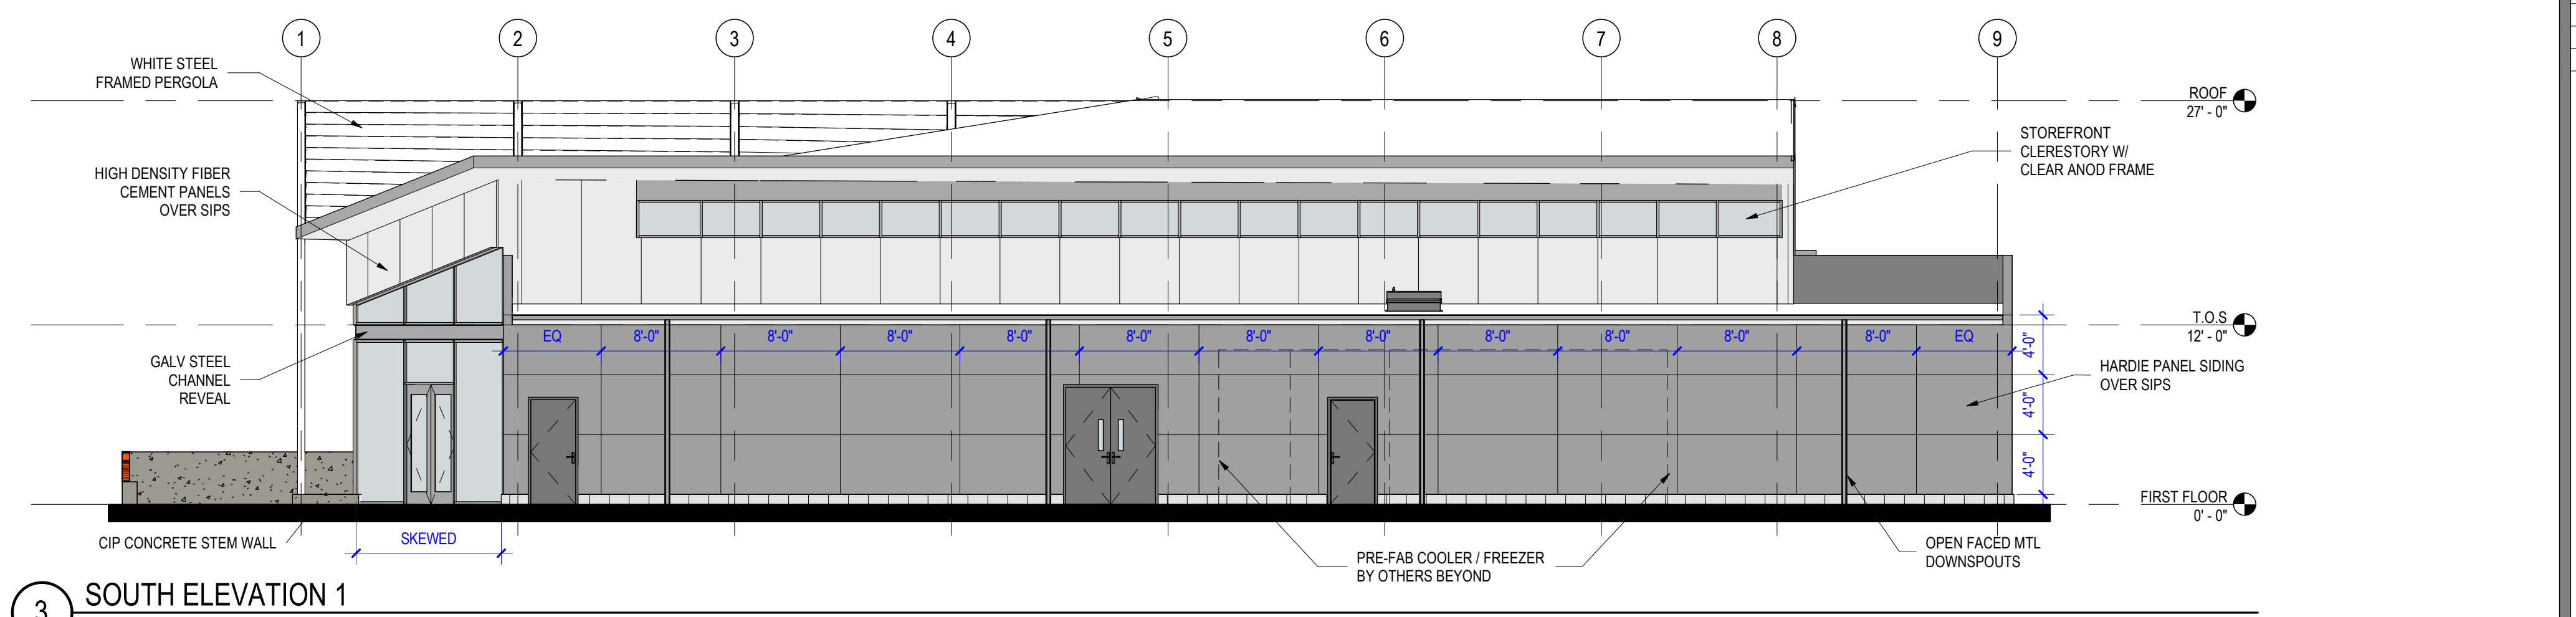 1 2 3 4 5 6 7 8 9
WHITE STEEL
FRAMED PERGOLA
ROOF
27' - 0"
STOREFRONT
CLERESTORY W/
CLEAR ANOD FRAME
HIGH DENSITY FIBER
CEMENT PANELS
OVER SIPS
T.O.S
12' - 0"
EQ 8'-0" 8'-0" 8'-0" 8'-0" 8'-0" 8'-0" 8'-0" 8'-0" 8'-0" 8'-0" 8'-0" EQ
4'-0"
4'-0"
4'-0"
GALV STEEL
CHANNEL
REVEAL
HARDIE PANEL SIDING
OVER SIPS
FIRST FLOOR
0' - 0"
CIP CONCRETE STEM WALL
SKEWED
PRE-FAB COOLER / FREEZER
BY OTHERS BEYOND
OPEN FACED MTL
DOWNSPOUTS
3 SOUTH ELEVATION 1